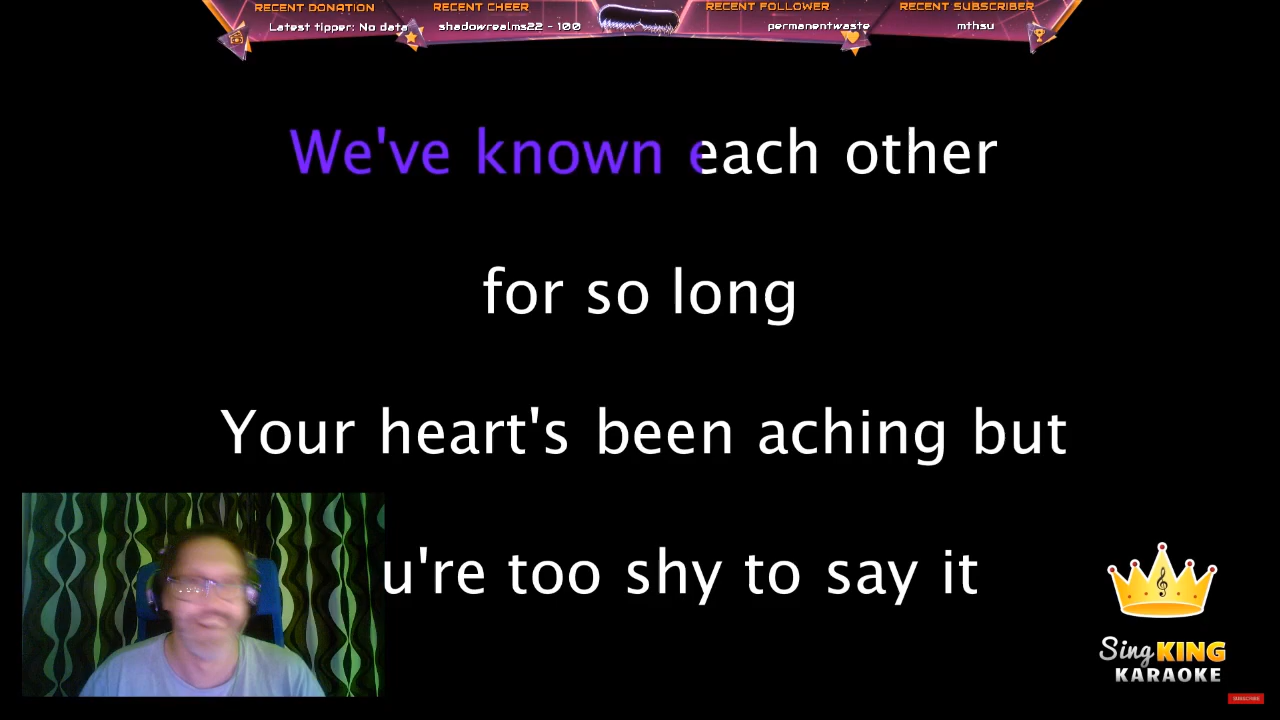 RECENT DONATION
Latest tipper: No data
RECENT CHEER
shadowrealms22 - 100
RECENT FOLLOWER
permanentwaste
RECENT SUBSCRIBER
mthsu
We've known each other
for so long
Your heart's been aching but
u're too shy to say it
Sing KING
KARAOKE
SUBSCRIBE